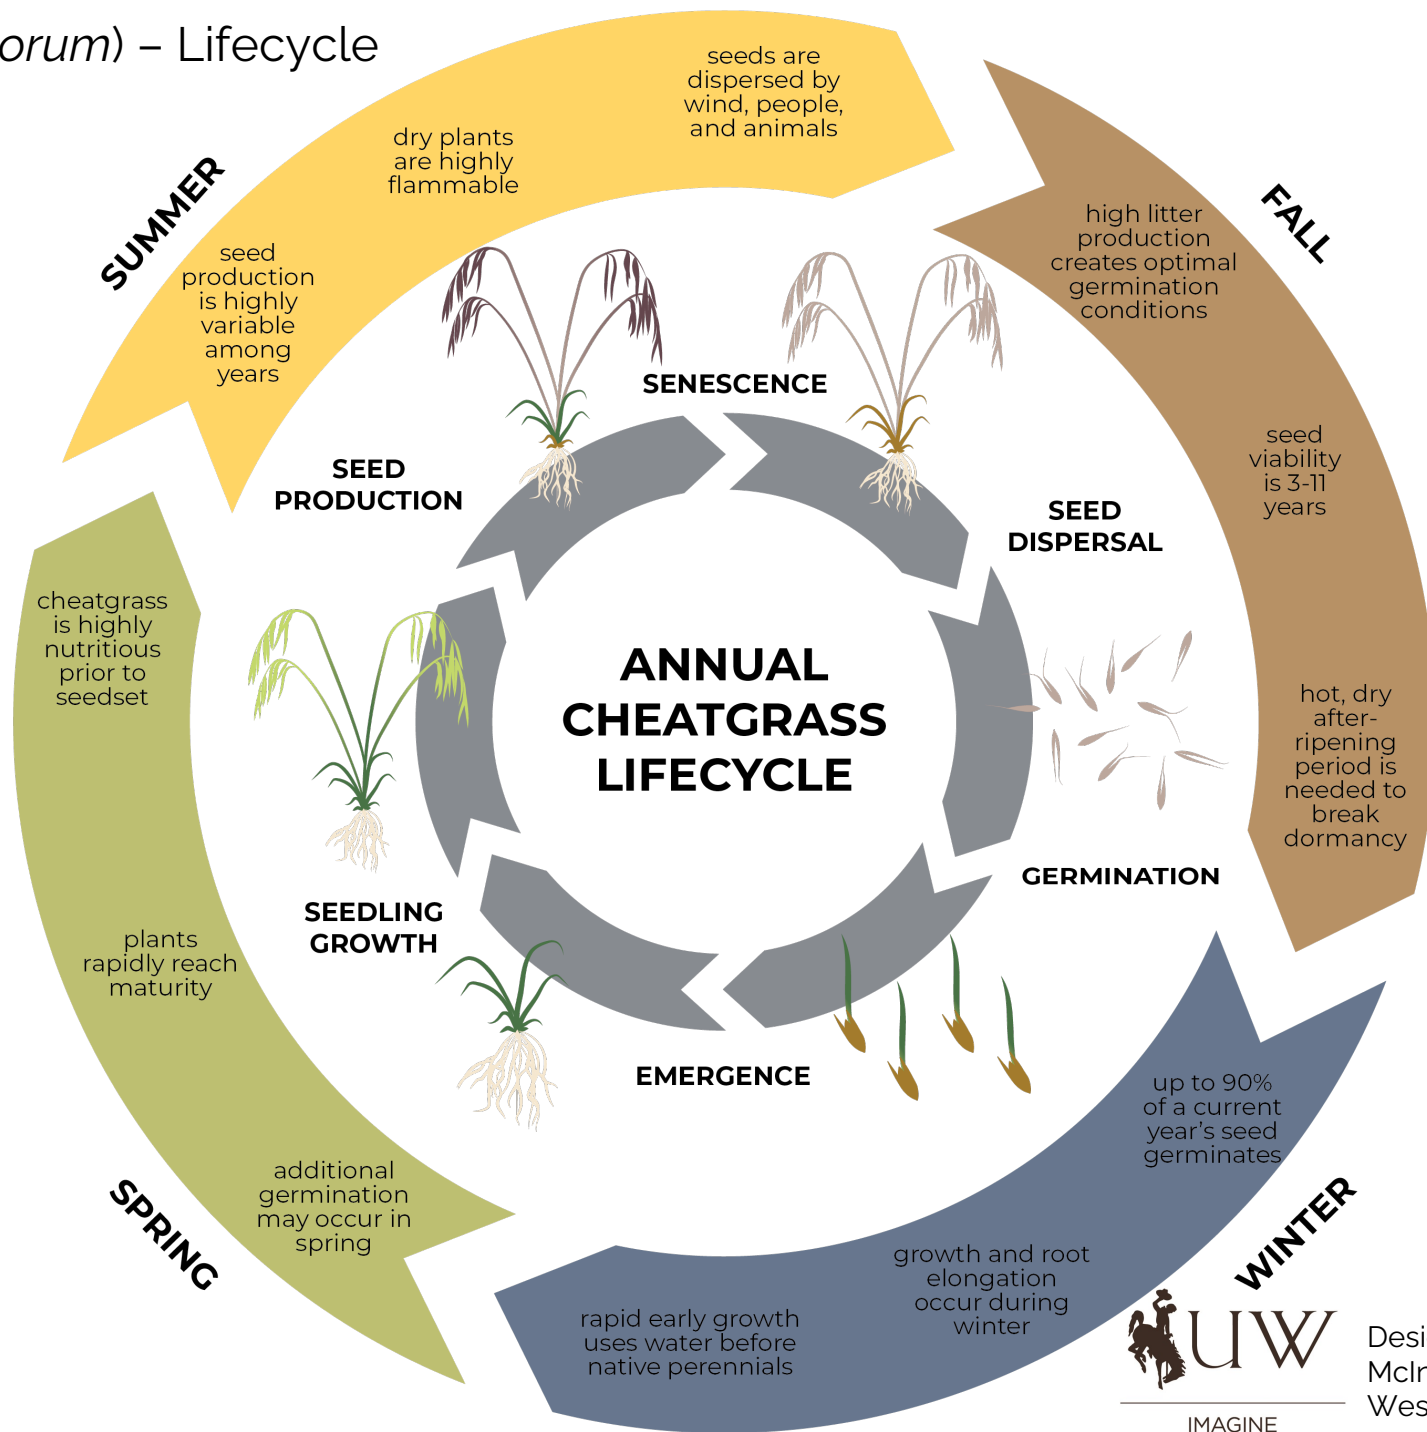 orum) – Lifecycle
SUMMER
seed
production
is highly
variable
among
years
dry plants
are highly
flammable
seeds are
dispersed by
wind, people,
and animals
FALL
high litter
production
creates optimal
germination
conditions
seed
viability
is 3-11
years
hot, dry
after-
ripening
period is
needed to
break
dormancy
WINTER
up to 90%
of a current
year’s seed
germinates
growth and root
elongation
occur during
winter
rapid early growth
uses water before
native perennials
SPRING
additional
germination
may occur in
spring
plants
rapidly reach
maturity
cheatgrass
is highly
nutritious
prior to
seedset
SENESCENCE
SEED
DISPERSAL
GERMINATION
EMERGENCE
SEEDLING
GROWTH
SEED
PRODUCTION
ANNUAL
CHEATGRASS
LIFECYCLE
UW
IMAGINE
Desi
McIn
Wes